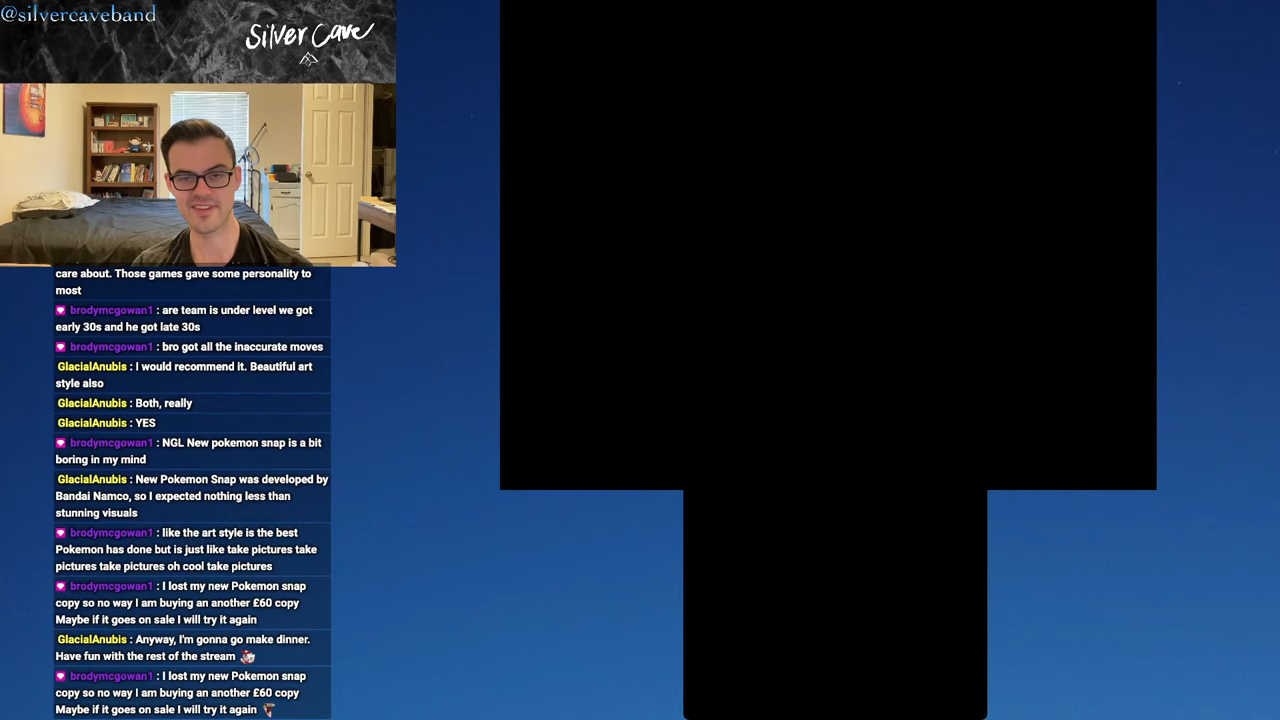 @silvercaveband
Silver Cave
care about. Those games gave some personality to
most
brodymcgowan1 : are team is under level we got
early 30s and he got late 30s
brodymcgowan1 : bro got all the inaccurate moves
GlacialAnubis : I would recommend it. Beautiful art
style also
GlacialAnubis : Both, really
GlacialAnubis : YES
brodymcgowan1 : NGL New pokemon snap is a bit
boring in my mind
GlacialAnubis : New Pokemon Snap was developed by
Bandai Namco, so I expected nothing less than
stunning visuals
brodymcgowan1 : like the art style is the best
Pokemon has done but is just like take pictures take
pictures take pictures oh cool take pictures
brodymcgowan1 : I lost my new Pokemon snap
copy so no way I am buying an another £60 copy
Maybe if it goes on sale I will try it again
GlacialAnubis : Anyway, I'm gonna go make dinner.
Have fun with the rest of the stream
brodymcgowan1 : I lost my new Pokemon snap
copy so no way I am buying an another £60 copy
Maybe if it goes on sale I will try it again